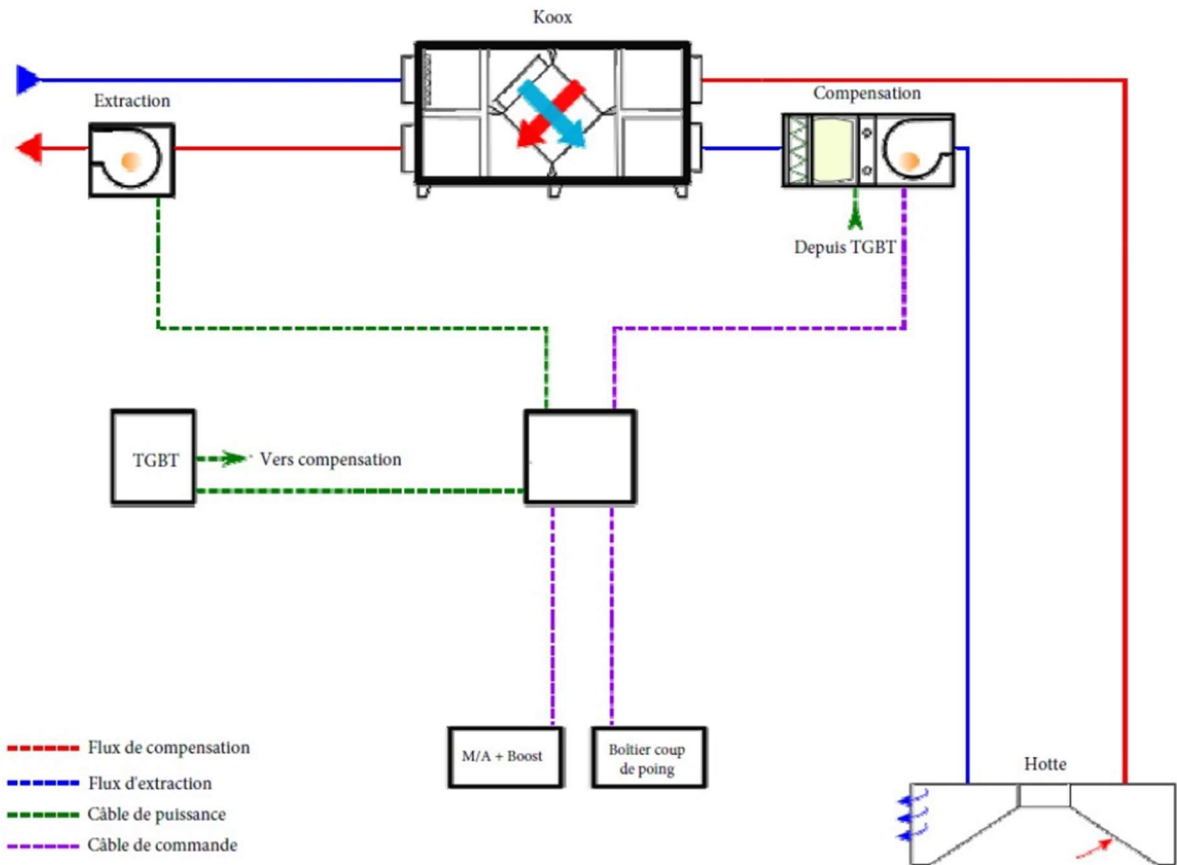 Koox
Extraction
Compensation
Depuis TGBT
TGBT
Vers compensation
M/A + Boost
Boîtier coup
de poing
Hotte
Flux de compensation
Flux d'extraction
Câble de puissance
Câble de commande